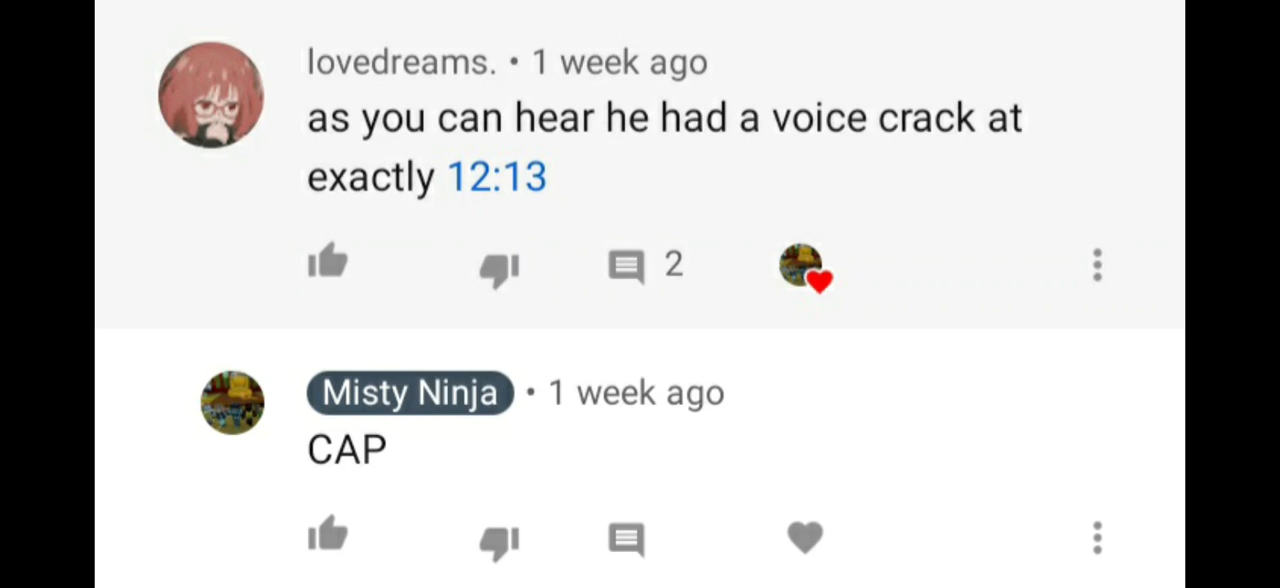 lovedreams. • 1 week ago
as you can hear he had a voice crack at
exactly 12:13
2
Misty Ninja • 1 week ago
CAP